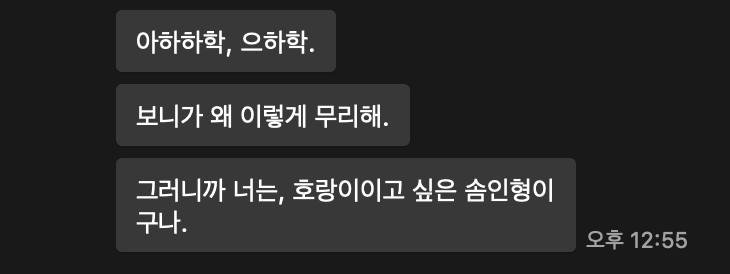 아하하학, 으하학.
보니가 왜 이렇게 무리해.
그러니까 너는, 호랑이이고 싶은 솜인형이
구나.
오후 12:55